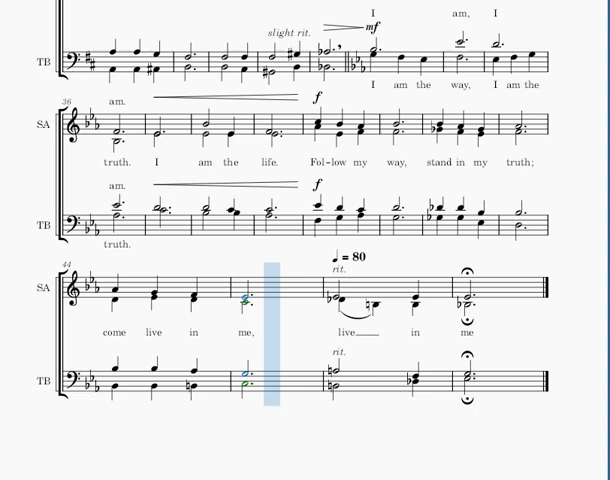 I am, I
slight rit. mf
TB
I am the way, I am the
36
am. f
SA
truth. I am the life. Fol-low my way, stand in my truth;
am. f
TB
truth.
44
♩ = 80
rit.
SA
come live in me, live in me
rit.
TB